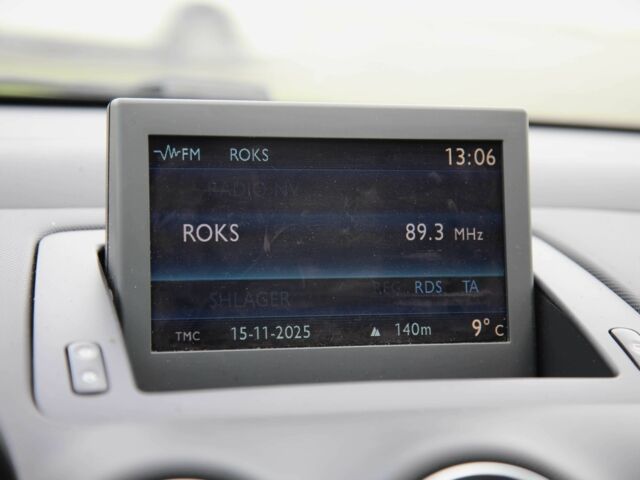 FM ROKS 13:06
RADIO NV
ROKS 89.3 MHz
REG RDS TA
SHLAGER
TMC 15-11-2025 140m 9° C